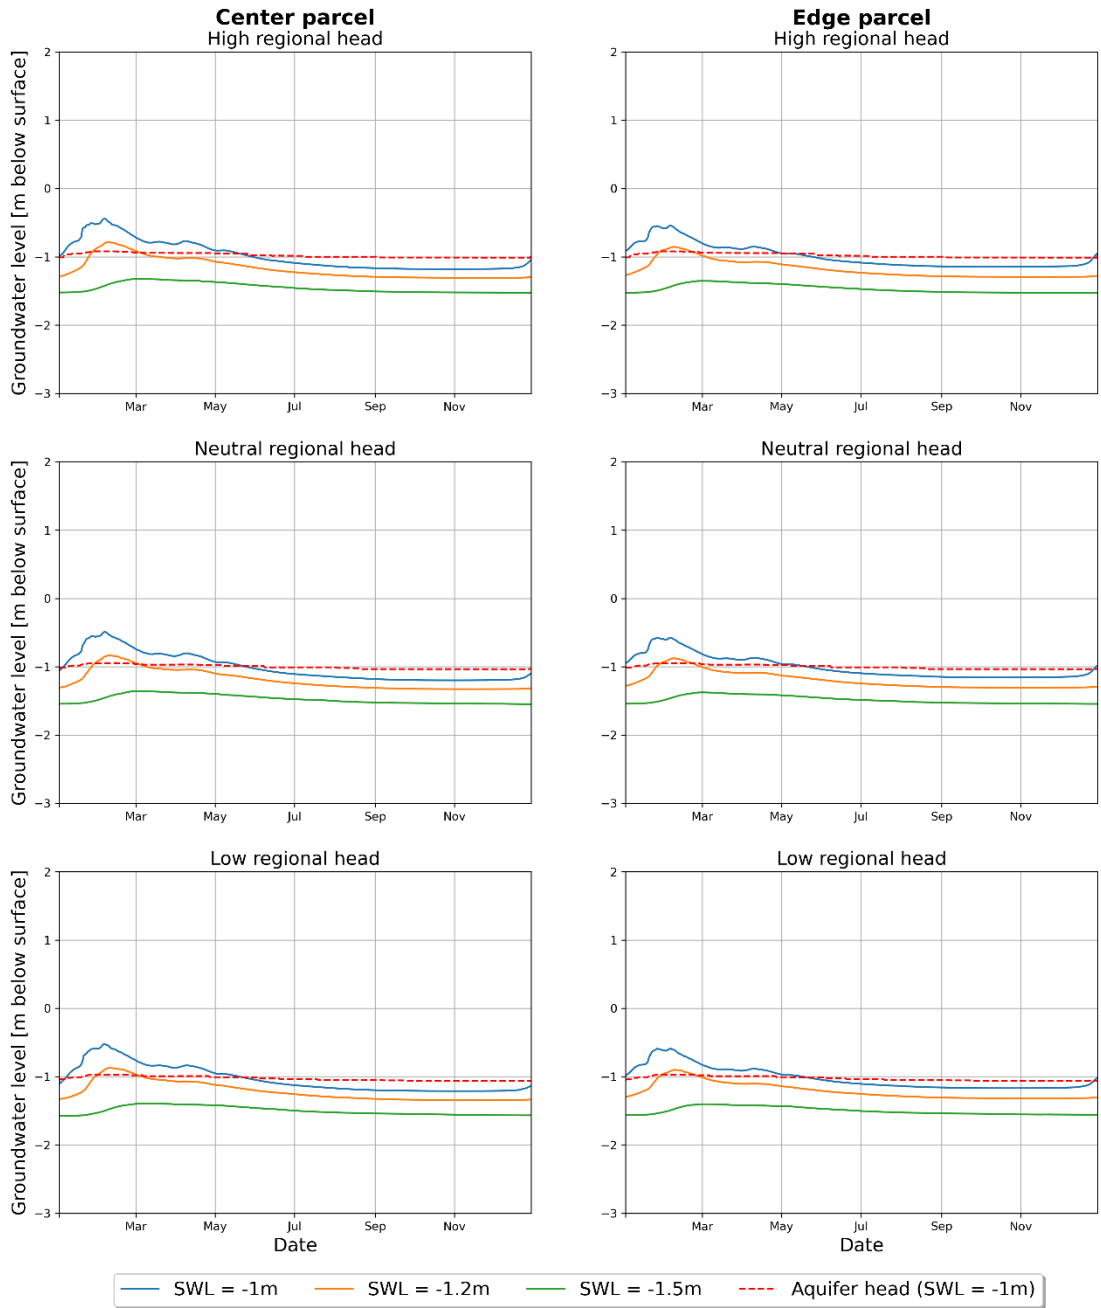 Center parcel
High regional head
Edge parcel
High regional head
Groundwater level [m below surface]
2
1
0
−1
−2
−3
Mar May Jul Sep Nov
2
1
0
−1
−2
−3
Mar May Jul Sep Nov
Neutral regional head
Neutral regional head
Groundwater level [m below surface]
2
1
0
−1
−2
−3
Mar May Jul Sep Nov
2
1
0
−1
−2
−3
Mar May Jul Sep Nov
Low regional head
Low regional head
Groundwater level [m below surface]
2
1
0
−1
−2
−3
Mar May Jul Sep Nov
Date
2
1
0
−1
−2
−3
Mar May Jul Sep Nov
Date
SWL = -1m SWL = -1.2m SWL = -1.5m Aquifer head (SWL = -1m)